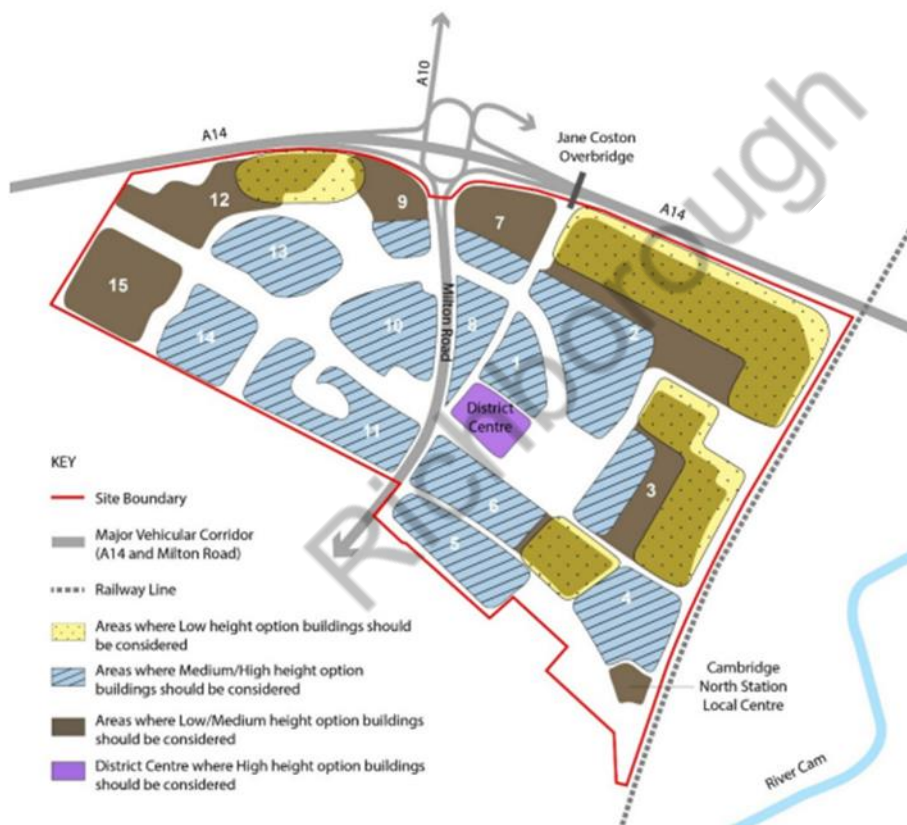 A10
A14
Jane Coston
Overbridge
A14
12
9
7
13
15
Milton Road
2
10
8
14
1
District
Centre
11
3
6
5
4
KEY
Site Boundary
Major Vehicular Corridor
(A14 and Milton Road)
Railway Line
Areas where Low height option buildings should
be considered
Areas where Medium/High height option
buildings should be considered
Areas where Low/Medium height option buildings
should be considered
District Centre where High height option buildings
should be considered
Cambridge
North Station
Local Centre
River Cam
Richborough